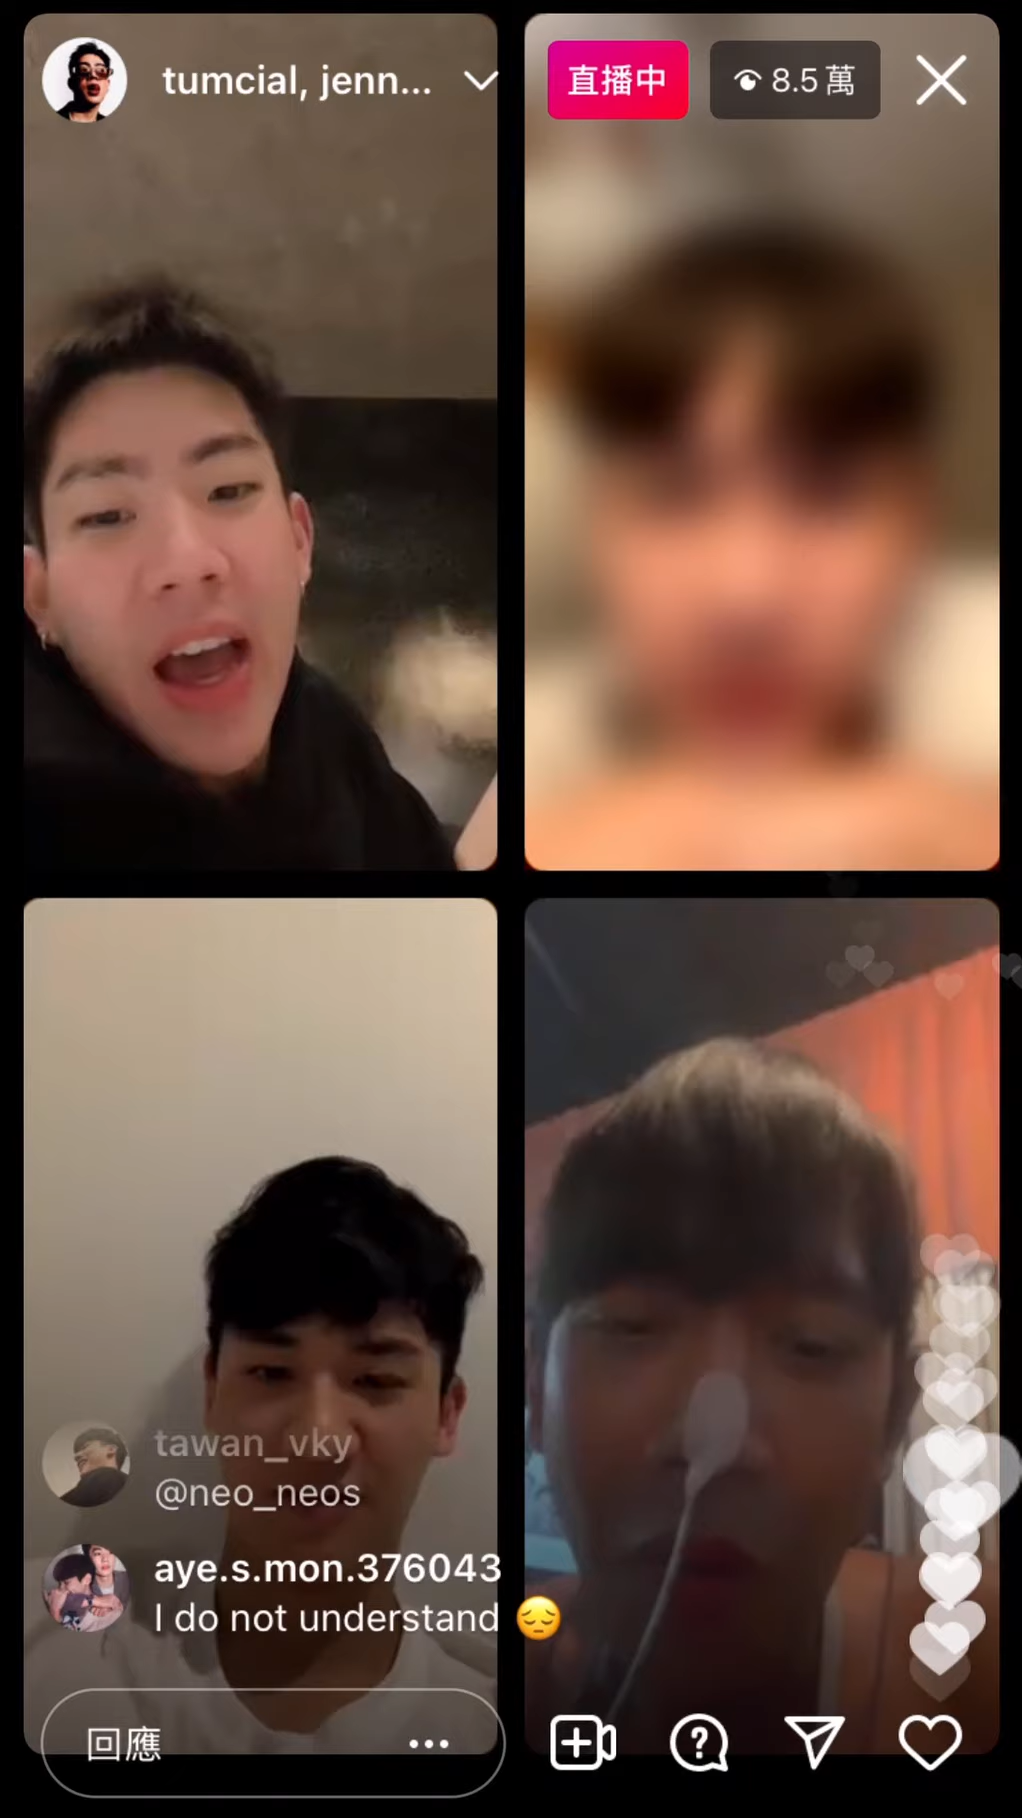 tumcial, jenn...
直播中
8.5萬
tawan_vky
@neo_neos
aye.s.mon.376043
I do not understand 😔
回應